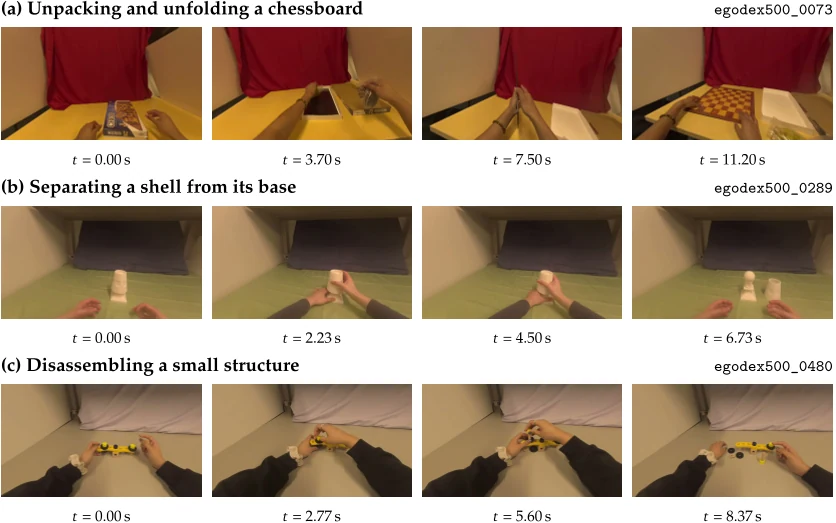 (a) Unpacking and unfolding a chessboard egodex500_0073
t = 0.00 s t = 3.70 s t = 7.50 s t = 11.20 s
(b) Separating a shell from its base egodex500_0289
t = 0.00 s t = 2.23 s t = 4.50 s t = 6.73 s
(c) Disassembling a small structure egodex500_0480
t = 0.00 s t = 2.77 s t = 5.60 s t = 8.37 s